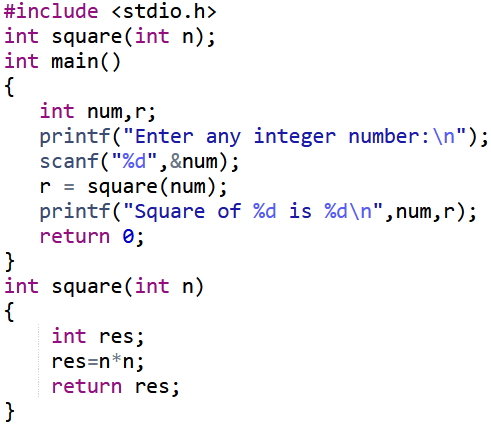 #include <stdio.h>
int square(int n);
int main()
{
   int num,r;
   printf("Enter any integer number:\n");
   scanf("%d",&num);
   r = square(num);
   printf("Square of %d is %d\n",num,r);
   return 0;
}
int square(int n)
{
    int res;
    res=n*n;
    return res;
}